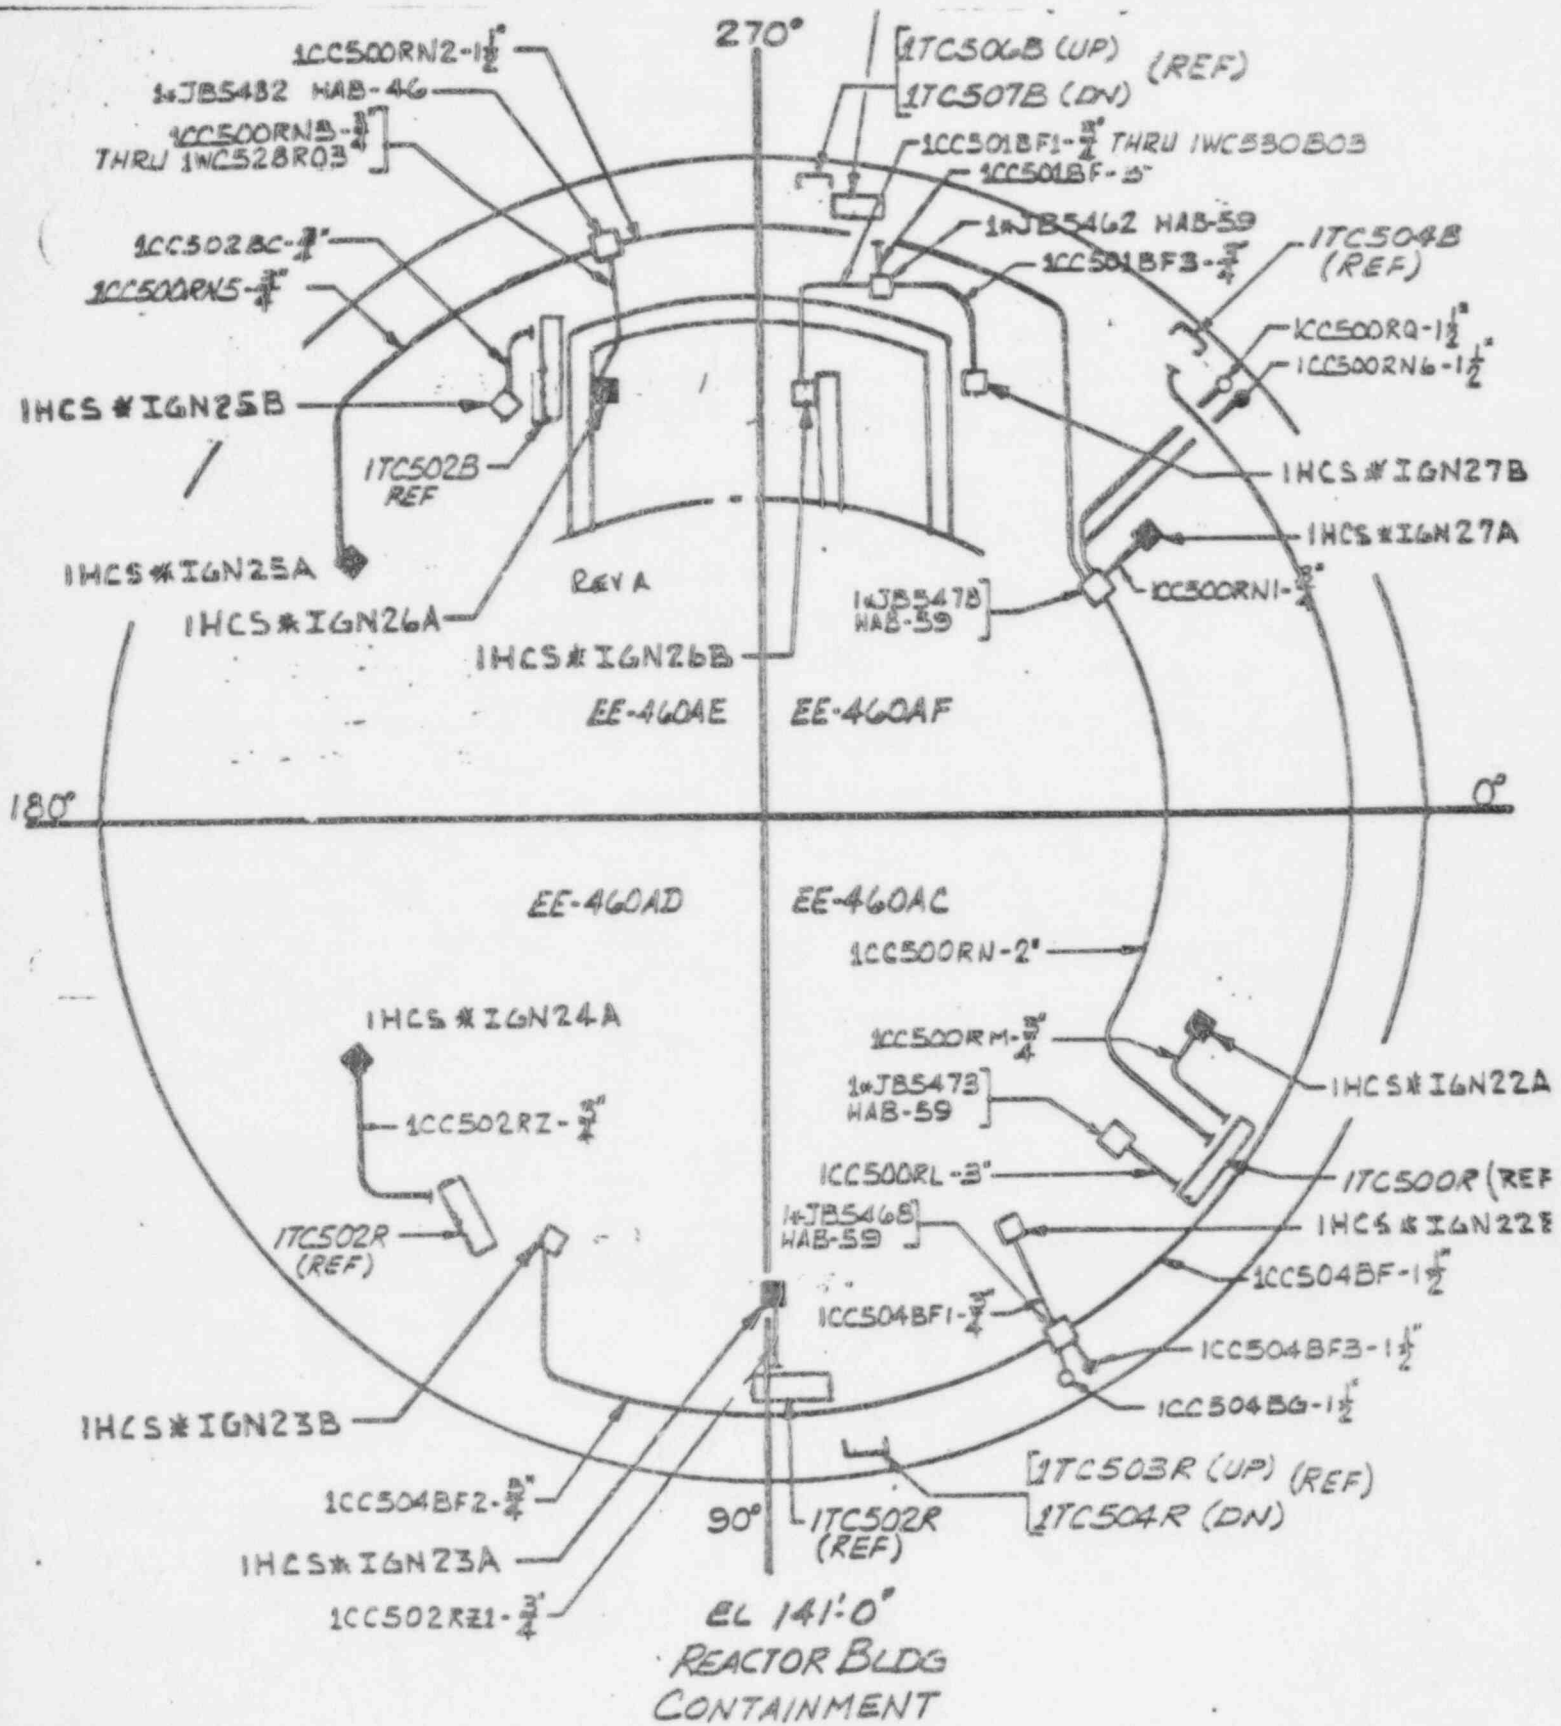 270°
1CC500RN2-1½"
1*JB5482 HAB-46
1CC500RN3-¾"
THRU 1WC528R03
1CC502BC-¾"
1CC500RN5-¾"
1HCS*IGN25B
1TC502B
REF
1HCS*IGN25A
1HCS*IGN26A
REV A
1HCS*IGN26B
[1TC506B (UP)
1TC507B (DN)
(REF)
1CC501BF1-¾" THRU 1WC530B03
1CC501BF-3"
1*JB5462 HAB-59
1CC501BF3-¾"
1TC504B
(REF)
1CC500RQ-1½"
1CC500RN6-1½"
1HCS*IGN27B
1HCS*IGN27A
1CC500RN1-¾"
1*JB5478
HAB-59
EE-460AE
EE-460AF
180°
0°
EE-460AD
EE-460AC
1CC500RN-2"
1HCS*IGN24A
1CC502RZ-¾"
1TC502R
(REF)
1CC500RM-¾"
1*JB5473
HAB-59
1HCS*IGN22A
1CC500RL-3"
1TC500R (REF
1*JB5468
HAB-59
1HCS*IGN22B
1CC504BF-1½"
1CC504BF1-¾"
1CC504BF3-1½"
1CC504BG-1½"
1HCS*IGN23B
1CC504BF2-¾"
1HCS*IGN23A
1CC502RZ1-¾"
90°
1TC502R
(REF)
[1TC503R (UP)
1TC504R (DN)
(REF)
EL 141'-0"
REACTOR BLDG
CONTAINMENT